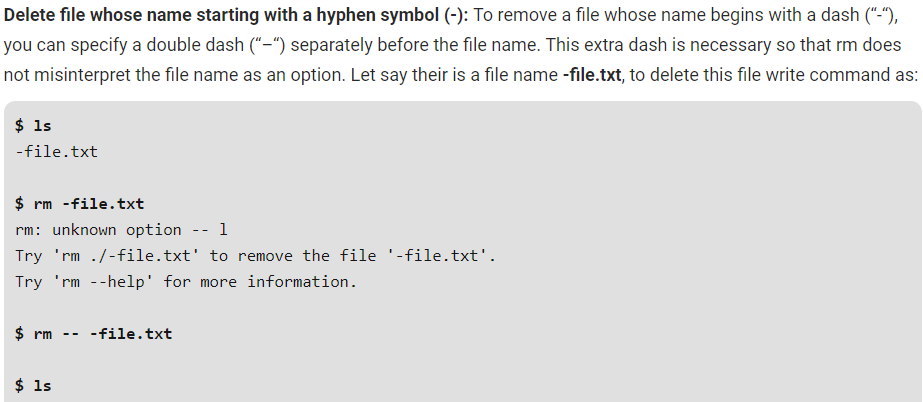 Delete file whose name starting with a hyphen symbol (-): To remove a file whose name begins with a dash (“-“),
you can specify a double dash (“–“) separately before the file name. This extra dash is necessary so that rm does
not misinterpret the file name as an option. Let say their is a file name -file.txt, to delete this file write command as:
$ ls
-file.txt
$ rm -file.txt
rm: unknown option -- l
Try 'rm ./-file.txt' to remove the file '-file.txt'.
Try 'rm --help' for more information.
$ rm -- -file.txt
$ ls